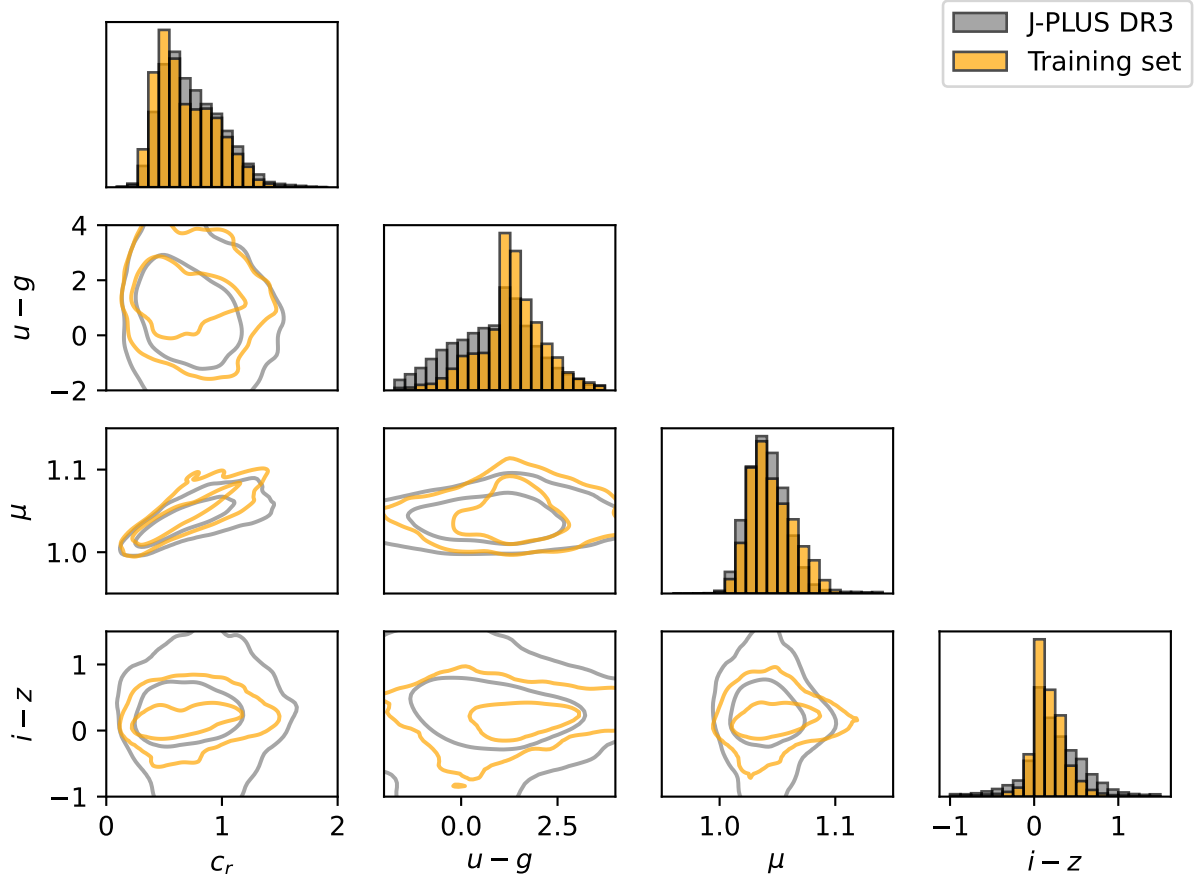 J-PLUS DR3
Training set
4
2
0
−2
u − g
1.1
1.0
μ
1
0
−1
i − z
0
1
2
c_r
0.0
2.5
u − g
1.0
1.1
μ
−1
0
1
i − z